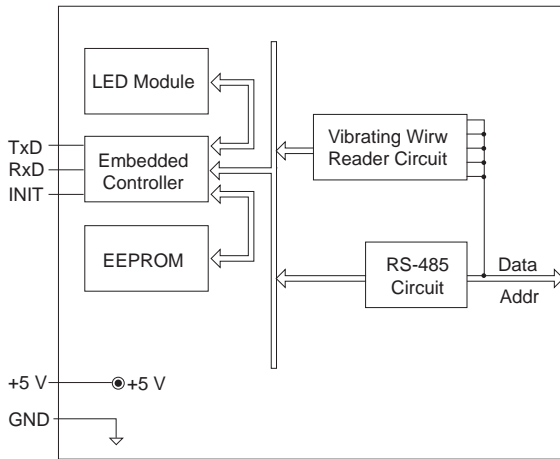 LED Module
TxD
RxD
INIT
Embedded
Controller
Vibrating Wirw
Reader Circuit
EEPROM
RS-485
Circuit
Data
Addr
+5 V
+5 V
GND